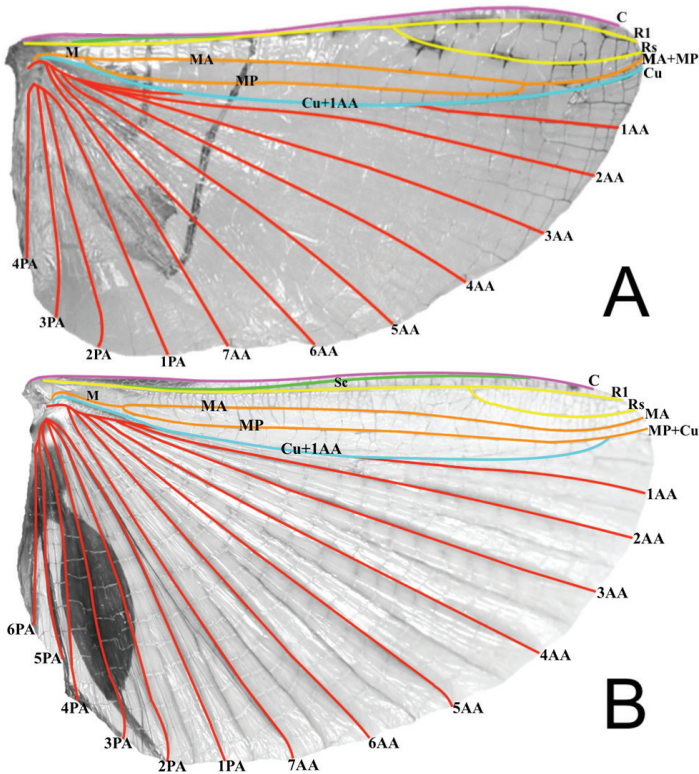 C
R1
Rs
M
MA
MA+MP
MP
Cu
Cu+1AA
1AA
2AA
3AA
4PA
4AA
A
3PA
5AA
2PA
1PA
7AA
6AA
Sc
C
R1
M
Rs
MA
MA
MP
MP+Cu
Cu+1AA
1AA
2AA
3AA
6PA
4AA
5PA
4PA
5AA
B
3PA
6AA
2PA
1PA
7AA